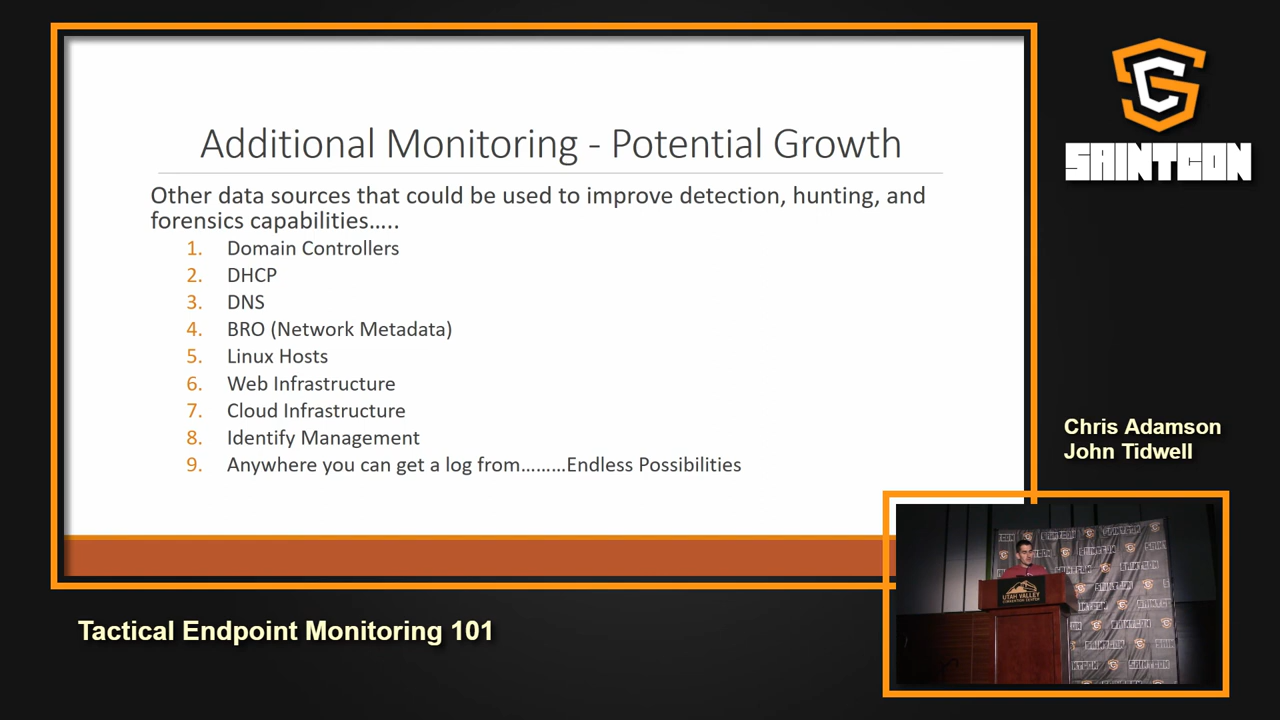 Additional Monitoring - Potential Growth
Other data sources that could be used to improve detection, hunting, and
forensics capabilities…..
1. Domain Controllers
2. DHCP
3. DNS
4. BRO (Network Metadata)
5. Linux Hosts
6. Web Infrastructure
7. Cloud Infrastructure
8. Identify Management
9. Anywhere you can get a log from………Endless Possibilities
SAINTCON
Chris Adamson
John Tidwell
UTAH VALLEY
CONVENTION CENTER
Tactical Endpoint Monitoring 101